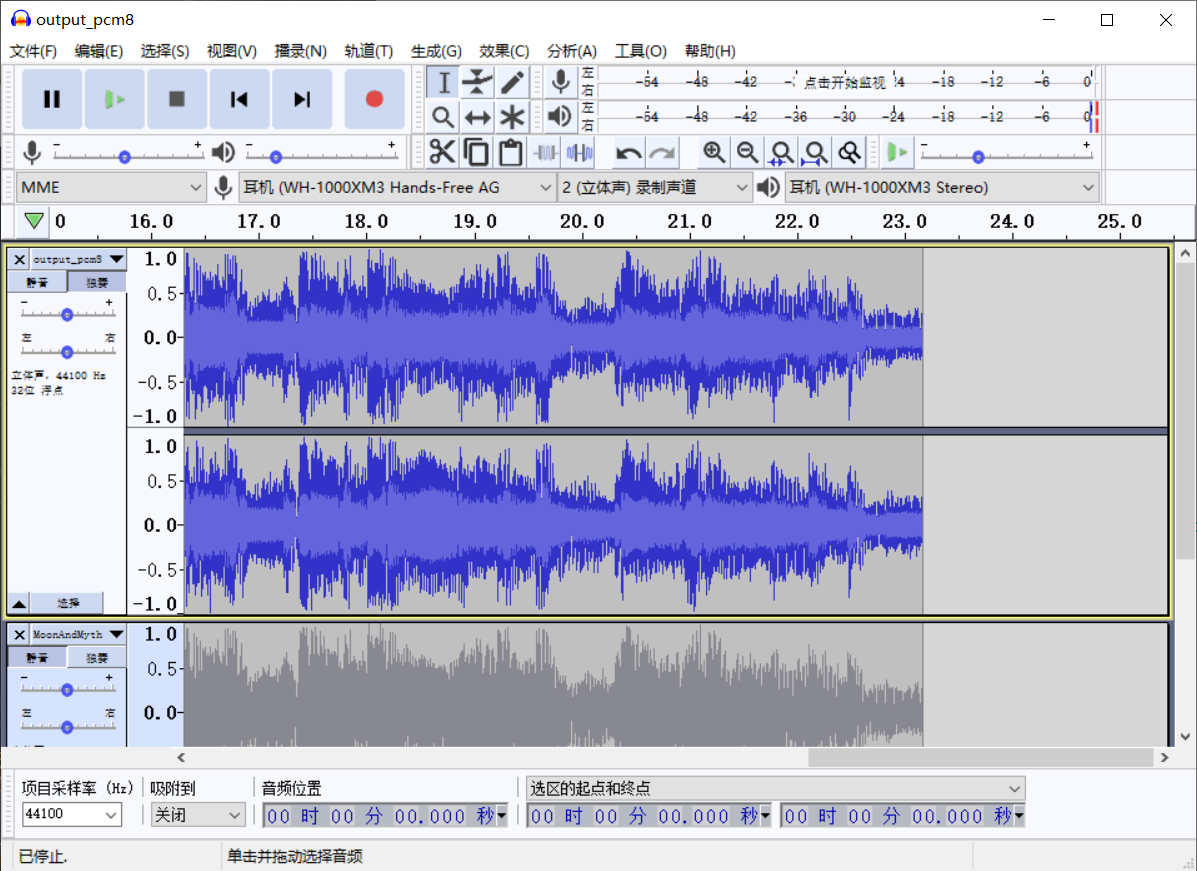 output_pcm8
文件(F) 编辑(E) 选择(S) 视图(V) 播录(N) 轨道(T) 生成(G) 效果(C) 分析(A) 工具(O) 帮助(H)
左 右 -54 -48 -42 点击开始监视 -18 -12 -6 0
左 右 -54 -48 -42 -36 -30 -24 -18 -12 -6 0
MME 耳机 (WH-1000XM3 Hands-Free AG 2 (立体声) 录制声道 耳机 (WH-1000XM3 Stereo)
0 16.0 17.0 18.0 19.0 20.0 21.0 22.0 23.0 24.0 25.0
output_pcm8
静音 独奏
- +
左 右
立体声, 44100 Hz
32位 浮点
选择
1.0
0.5
0.0
-0.5
-1.0
1.0
0.5
0.0
-0.5
-1.0
MoonAndMyth
静音 独奏
- +
左 右
1.0
0.5
0.0
项目采样率 (Hz) 吸附到 音频位置 选区的起点和终点
44100 关闭 00 时 00 分 00.000 秒 00 时 00 分 00.000 秒 00 时 00 分 00.000 秒
已停止. 单击并拖动选择音频